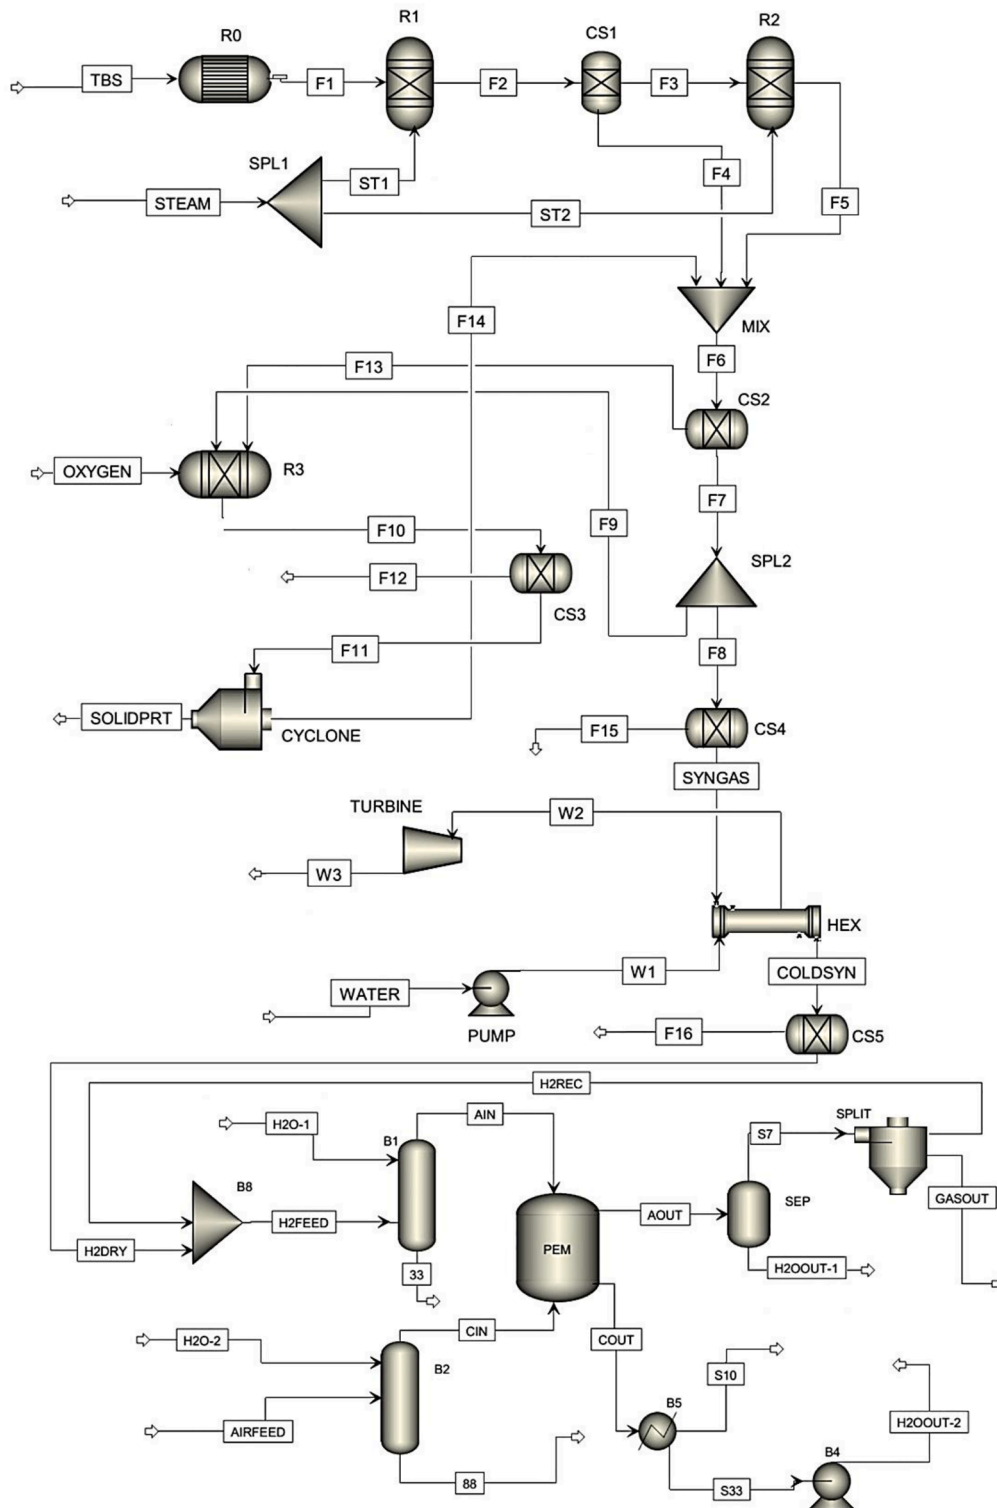 R0
R1
CS1
R2
TBS
F1
F2
F3
SPL1
ST1
F4
STEAM
ST2
F5
F14
MIX
F13
F6
CS2
OXYGEN
R3
F7
F10
F9
SPL2
F12
CS3
F11
F8
SOLIDPRT
CYCLONE
F15
CS4
SYNGAS
TURBINE
W2
W3
HEX
W1
COLDSYN
WATER
PUMP
F16
CS5
H2REC
AIN
SPLIT
H2O-1
B1
S7
B8
GASOUT
H2FEED
AOUT
SEP
H2DRY
PEM
33
H2OOUT-1
CIN
H2O-2
COUT
B2
S10
AIRFEED
B5
H2OOUT-2
B4
88
S33